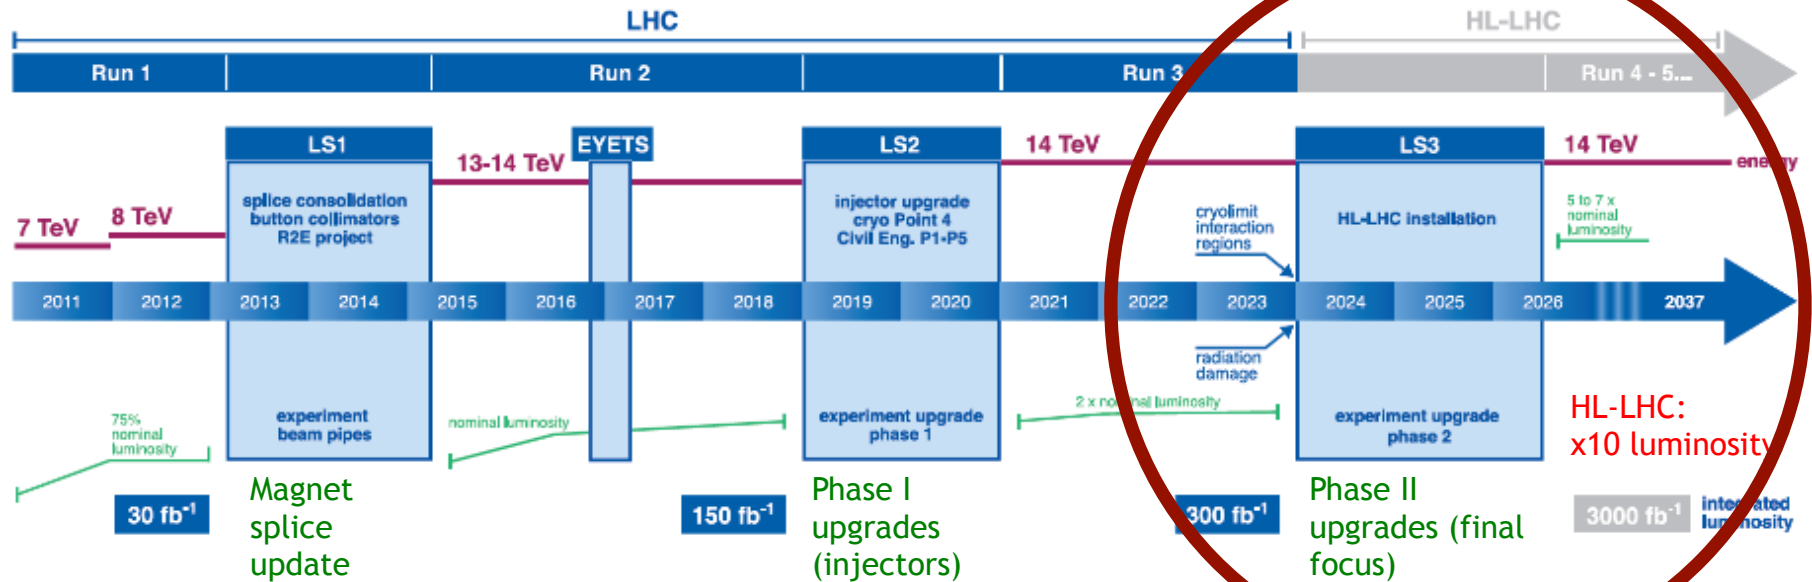 LHC
HL-LHC
Run 1
Run 2
Run 3
Run 4 - 5...
LS1
EYETS
LS2
14 TeV
LS3
14 TeV
13-14 TeV
energy
7 TeV
8 TeV
splice consolidation
button collimators
R2E project
injector upgrade
cryo Point 4
Civil Eng. P1-P5
cryolimit
interaction
regions
HL-LHC installation
5 to 7 x
nominal
luminosity
2011
2012
2013
2014
2015
2016
2017
2018
2019
2020
2021
2022
2023
2024
2025
2026
2037
radiation
damage
75%
nominal
luminosity
experiment
beam pipes
nominal luminosity
experiment upgrade
phase 1
2 x nominal luminosity
experiment upgrade
phase 2
HL-LHC:
x10 luminosity
30 fb⁻¹
Magnet
splice
update
150 fb⁻¹
Phase I
upgrades
(injectors)
300 fb⁻¹
Phase II
upgrades (final
focus)
3000 fb⁻¹
integrated
luminosity